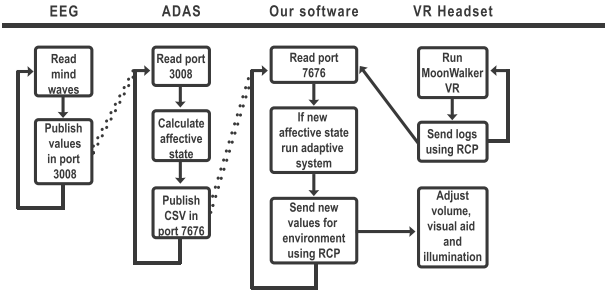 EEG
ADAS
Our software
VR Headset
Read
mind
waves
Publish
values
in port
3008
Read port
3008
Calculate
affective
state
Publish
CSV in
port 7676
Read port
7676
If new
affective state
run adaptive
system
Send new
values for
environment
using RCP
Run
MoonWalker
VR
Send logs
using RCP
Adjust
volume,
visual aid
and
illumination